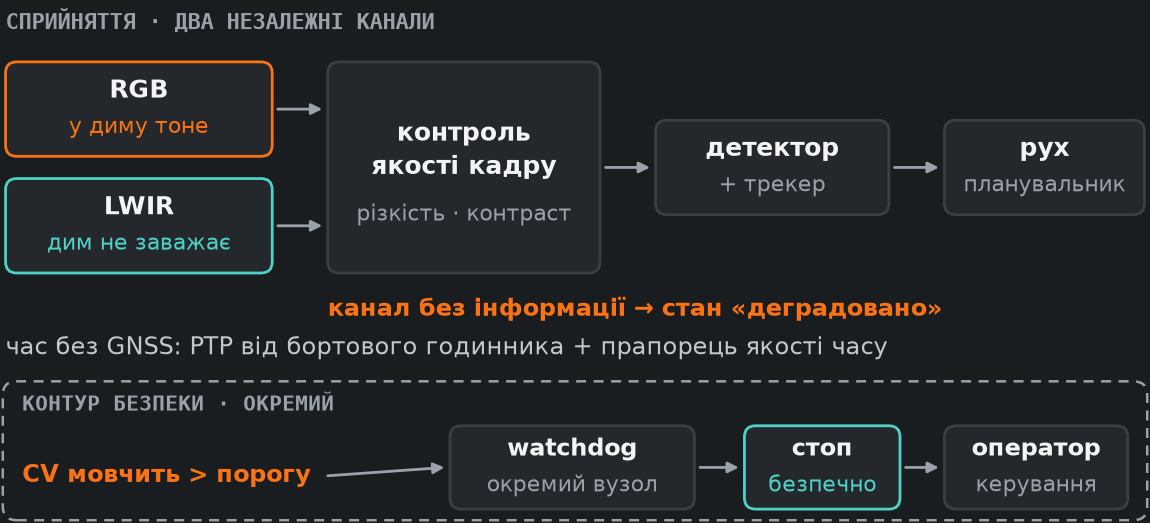 СПРИЙНЯТТЯ · ДВА НЕЗАЛЕЖНІ КАНАЛИ
RGB
у диму тоне
LWIR
дим не заважає
контроль
якості кадру
різкість · контраст
детектор
+ трекер
рух
планувальник
канал без інформації → стан «деградовано»
час без GNSS: PTP від бортового годинника + прапорець якості часу
КОНТУР БЕЗПЕКИ · ОКРЕМИЙ
CV мовчить > порогу
watchdog
окремий вузол
стоп
безпечно
оператор
керування